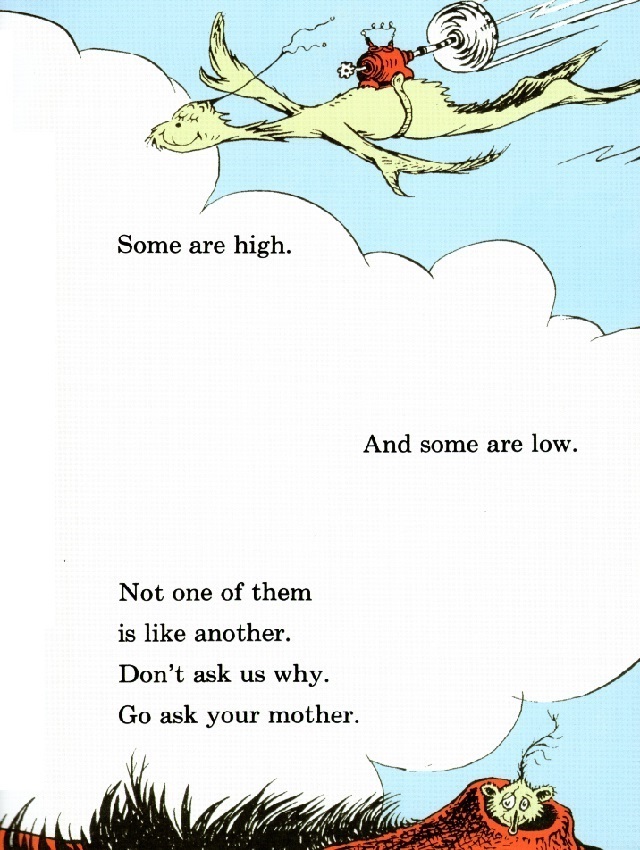 Some are high.
And some are low.
Not one of them
is like another.
Don't ask us why.
Go ask your mother.